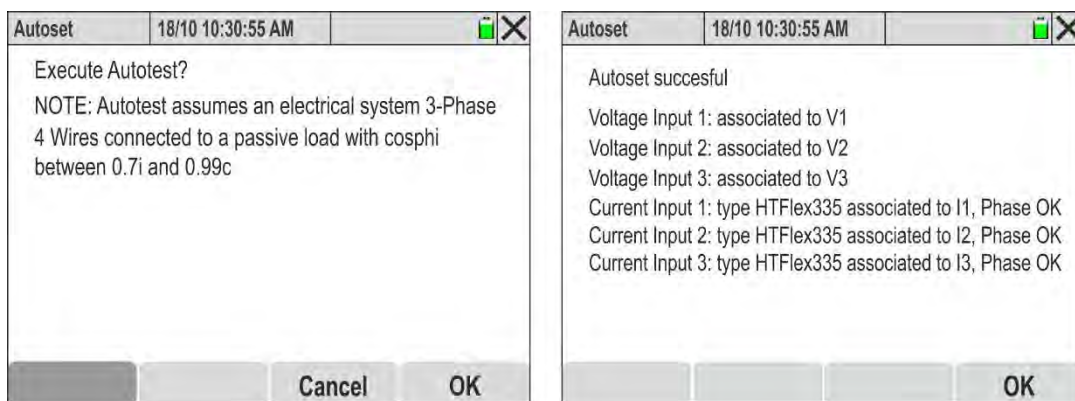 Autoset 18/10 10:30:55 AM
Execute Autotest?
NOTE: Autotest assumes an electrical system 3-Phase
4 Wires connected to a passive load with cosphi
between 0.7i and 0.99c
Cancel OK
Autoset 18/10 10:30:55 AM
Autoset succesful
Voltage Input 1: associated to V1
Voltage Input 2: associated to V2
Voltage Input 3: associated to V3
Current Input 1: type HTFlex335 associated to I1, Phase OK
Current Input 2: type HTFlex335 associated to I2, Phase OK
Current Input 3: type HTFlex335 associated to I3, Phase OK
OK